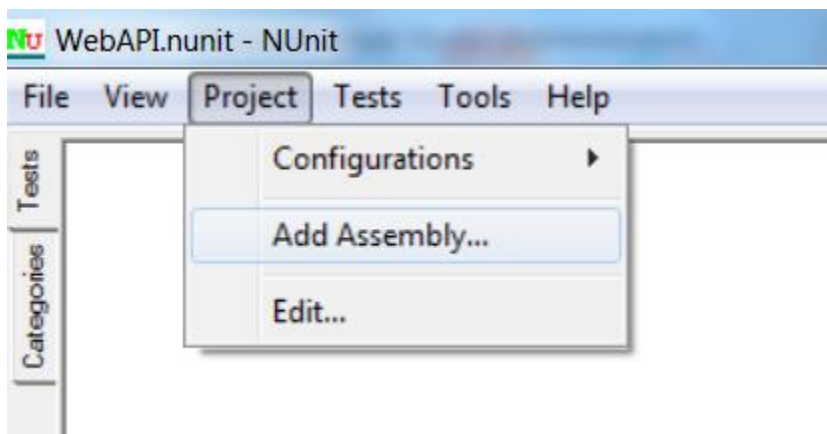 NU WebAPI.nunit - NUnit
File View Project Tests Tools Help
Tests
Categories
Configurations
Add Assembly...
Edit...